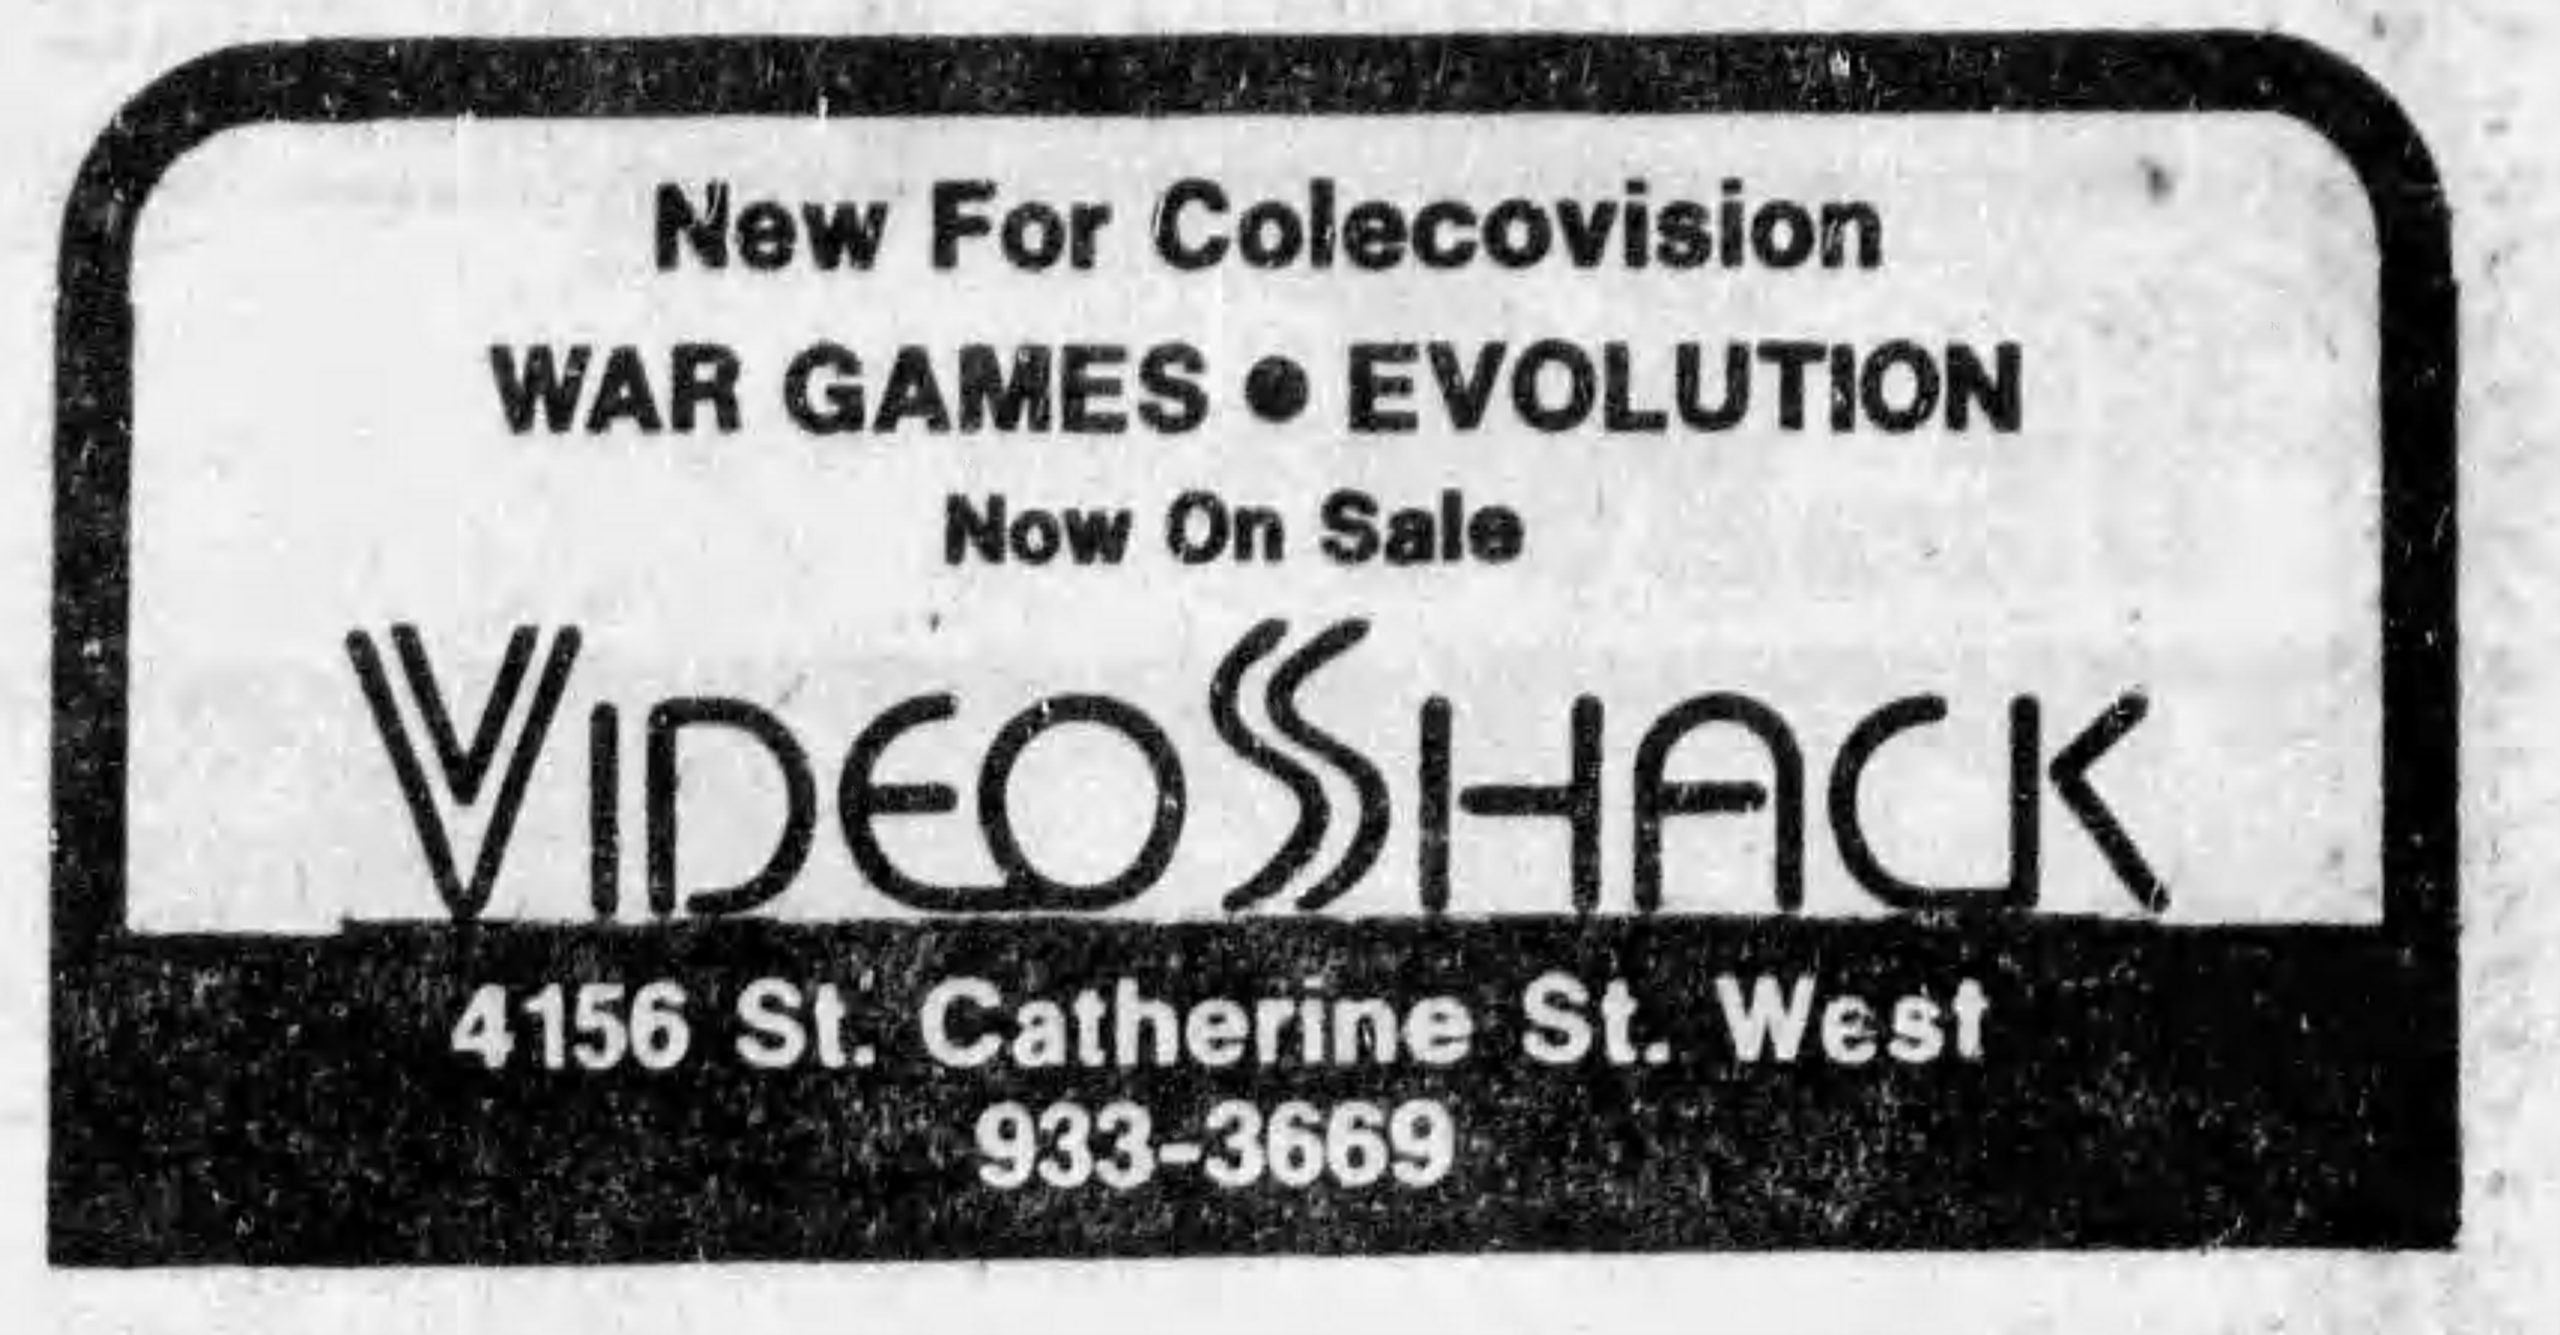 New For Colecovision
WAR GAMES • EVOLUTION
Now On Sale
VIDEOSHACK
4156 St. Catherine St. West
933-3669